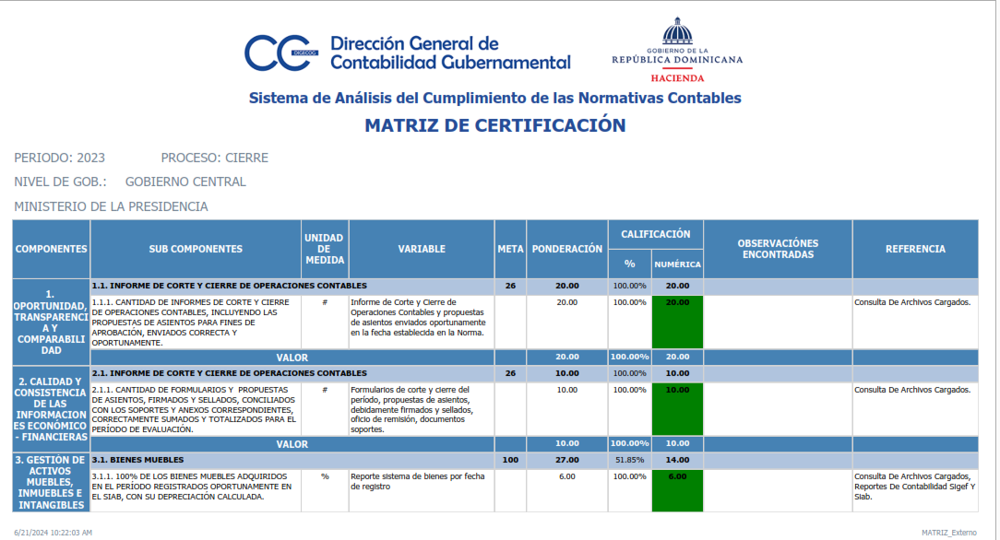 CC DIGECOG Dirección General de
Contabilidad Gubernamental
GOBIERNO DE LA
REPÚBLICA DOMINICANA
HACIENDA
Sistema de Análisis del Cumplimiento de las Normativas Contables
MATRIZ DE CERTIFICACIÓN
PERIODO: 2023 PROCESO: CIERRE
NIVEL DE GOB.: GOBIERNO CENTRAL
MINISTERIO DE LA PRESIDENCIA
COMPONENTES
SUB COMPONENTES
UNIDAD
DE
MEDIDA
VARIABLE
META
PONDERACIÓN
CALIFICACIÓN
%
NUMÉRICA
OBSERVACIÓNES
ENCONTRADAS
REFERENCIA
1.
OPORTUNIDAD,
TRANSPARENCI
A Y
COMPARABILI
DAD
1.1. INFORME DE CORTE Y CIERRE DE OPERACIONES CONTABLES 26 20.00 100.00% 20.00
1.1.1. CANTIDAD DE INFORMES DE CORTE Y CIERRE
DE OPERACIONES CONTABLES, INCLUYENDO LAS
PROPUESTAS DE ASIENTOS PARA FINES DE
APROBACIÓN, ENVIADOS CORRECTA Y
OPORTUNAMENTE.
#
Informe de Corte y Cierre de
Operaciones Contables y propuestas
de asientos enviados oportunamente
en la fecha establecida en la Norma.
20.00 100.00% 20.00
Consulta De Archivos Cargados.
VALOR 20.00 100.00% 20.00
2. CALIDAD Y
CONSISTENCIA
DE LAS
INFORMACION
ES ECONÓMICO
- FINANCIERAS
2.1. INFORME DE CORTE Y CIERRE DE OPERACIONES CONTABLES 26 10.00 100.00% 10.00
2.1.1. CANTIDAD DE FORMULARIOS Y PROPUESTAS
DE ASIENTOS, FIRMADOS Y SELLADOS, CONCILIADOS
CON LOS SOPORTES Y ANEXOS CORRESPONDIENTES,
CORRECTAMENTE SUMADOS Y TOTALIZADOS PARA EL
PERÍODO DE EVALUACIÓN.
#
Formularios de corte y cierre del
período, propuestas de asientos,
debidamente firmados y sellados,
oficio de remisión, documentos
soportes.
10.00 100.00% 10.00
Consulta De Archivos Cargados.
VALOR 10.00 100.00% 10.00
3. GESTIÓN DE
ACTIVOS
MUEBLES,
INMUEBLES E
INTANGIBLES
3.1. BIENES MUEBLES 100 27.00 51.85% 14.00
3.1.1. 100% DE LOS BIENES MUEBLES ADQUIRIDOS
EN EL PERÍODO REGISTRADOS OPORTUNAMENTE EN
EL SIAB, CON SU DEPRECIACIÓN CALCULADA.
%
Reporte sistema de bienes por fecha
de registro
6.00 100.00% 6.00
Consulta De Archivos Cargados,
Reportes De Contabilidad Sigef Y
Siab.
6/21/2024 10:22:03 AM MATRIZ_Externo